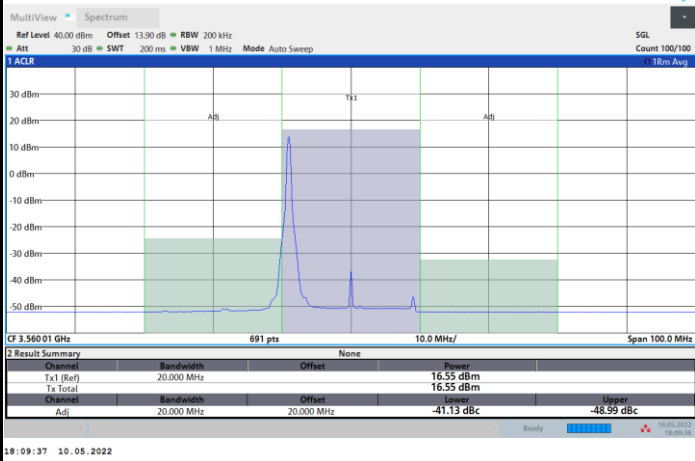 MultiView Spectrum
Ref Level 40.00 dBm Offset 13.90 dB RBW 200 kHz SGL
Att 30 dB SWT 200 ms VBW 1 MHz Mode Auto Sweep Count 100/100
1 ACLR 1Rm Avg
30 dBm
Tx1
20 dBm
Adj Adj
10 dBm
0 dBm
-10 dBm
-20 dBm
-30 dBm
-40 dBm
-50 dBm
CF 3.56001 GHz 691 pts 10.0 MHz/ Span 100.0 MHz
2 Result Summary None
Channel Bandwidth Offset Power
Tx1 (Ref) 20.000 MHz 16.55 dBm
Tx Total 16.55 dBm
Channel Bandwidth Offset Lower Upper
Adj 20.000 MHz 20.000 MHz -41.13 dBc -48.99 dBc
Ready 10.05.2022
18:09:36
18:09:37 10.05.2022